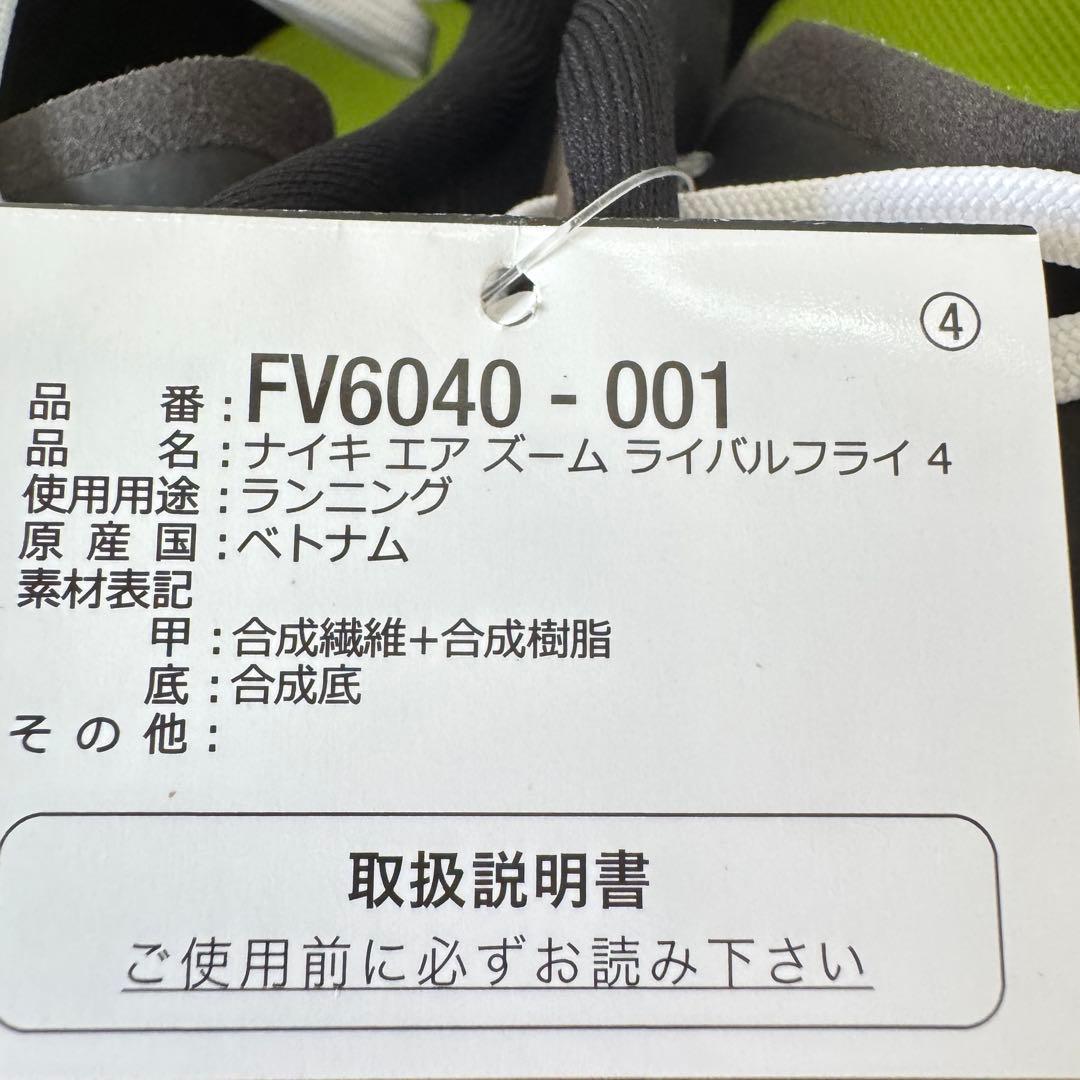 ④
品番：FV6040 - 001
品名：ナイキ エア ズーム ライバルフライ 4
使用用途：ランニング
原産国：ベトナム
素材表記
甲：合成繊維+合成樹脂
底：合成底
その他：
取扱説明書
ご使用前に必ずお読み下さい